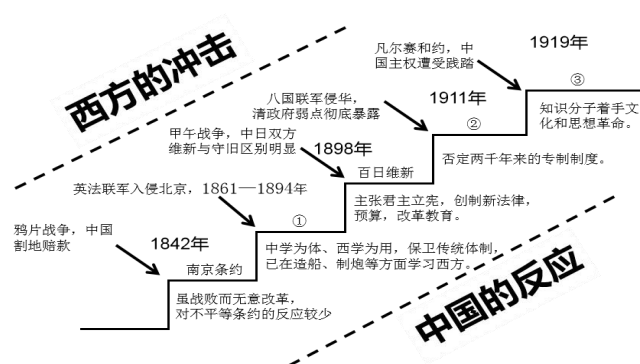 西方的冲击
凡尔赛和约，中
国主权遭受践踏
1919年
③
知识分子着手文
化和思想革命。
八国联军侵华，
清政府弱点彻底暴露
1911年
②
否定两千年来的专制制度。
甲午战争，中日双方
维新与守旧区别明显
1898年
百日维新
主张君主立宪，创制新法律，
预算，改革教育。
英法联军入侵北京，1861—1894年
①
中学为体、西学为用，保卫传统体制，
已在造船、制炮等方面学习西方。
鸦片战争，中国
割地赔款
1842年
南京条约
虽战败而无意改革，
对不平等条约的反应较少
中国的反应